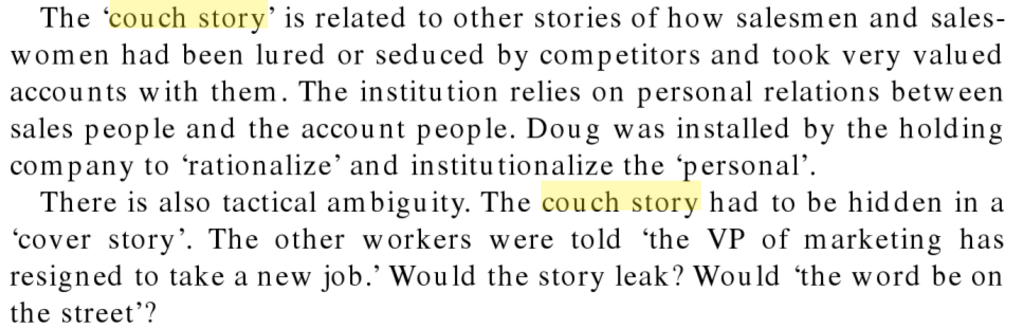 The ‘couch story’ is related to other stories of how salesmen and sales-
women had been lured or seduced by competitors and took very valued
accounts with them. The institution relies on personal relations between
sales people and the account people. Doug was installed by the holding
company to ‘rationalize’ and institutionalize the ‘personal’.
There is also tactical ambiguity. The couch story had to be hidden in a
‘cover story’. The other workers were told ‘the VP of marketing has
resigned to take a new job.’ Would the story leak? Would ‘the word be on
the street’?